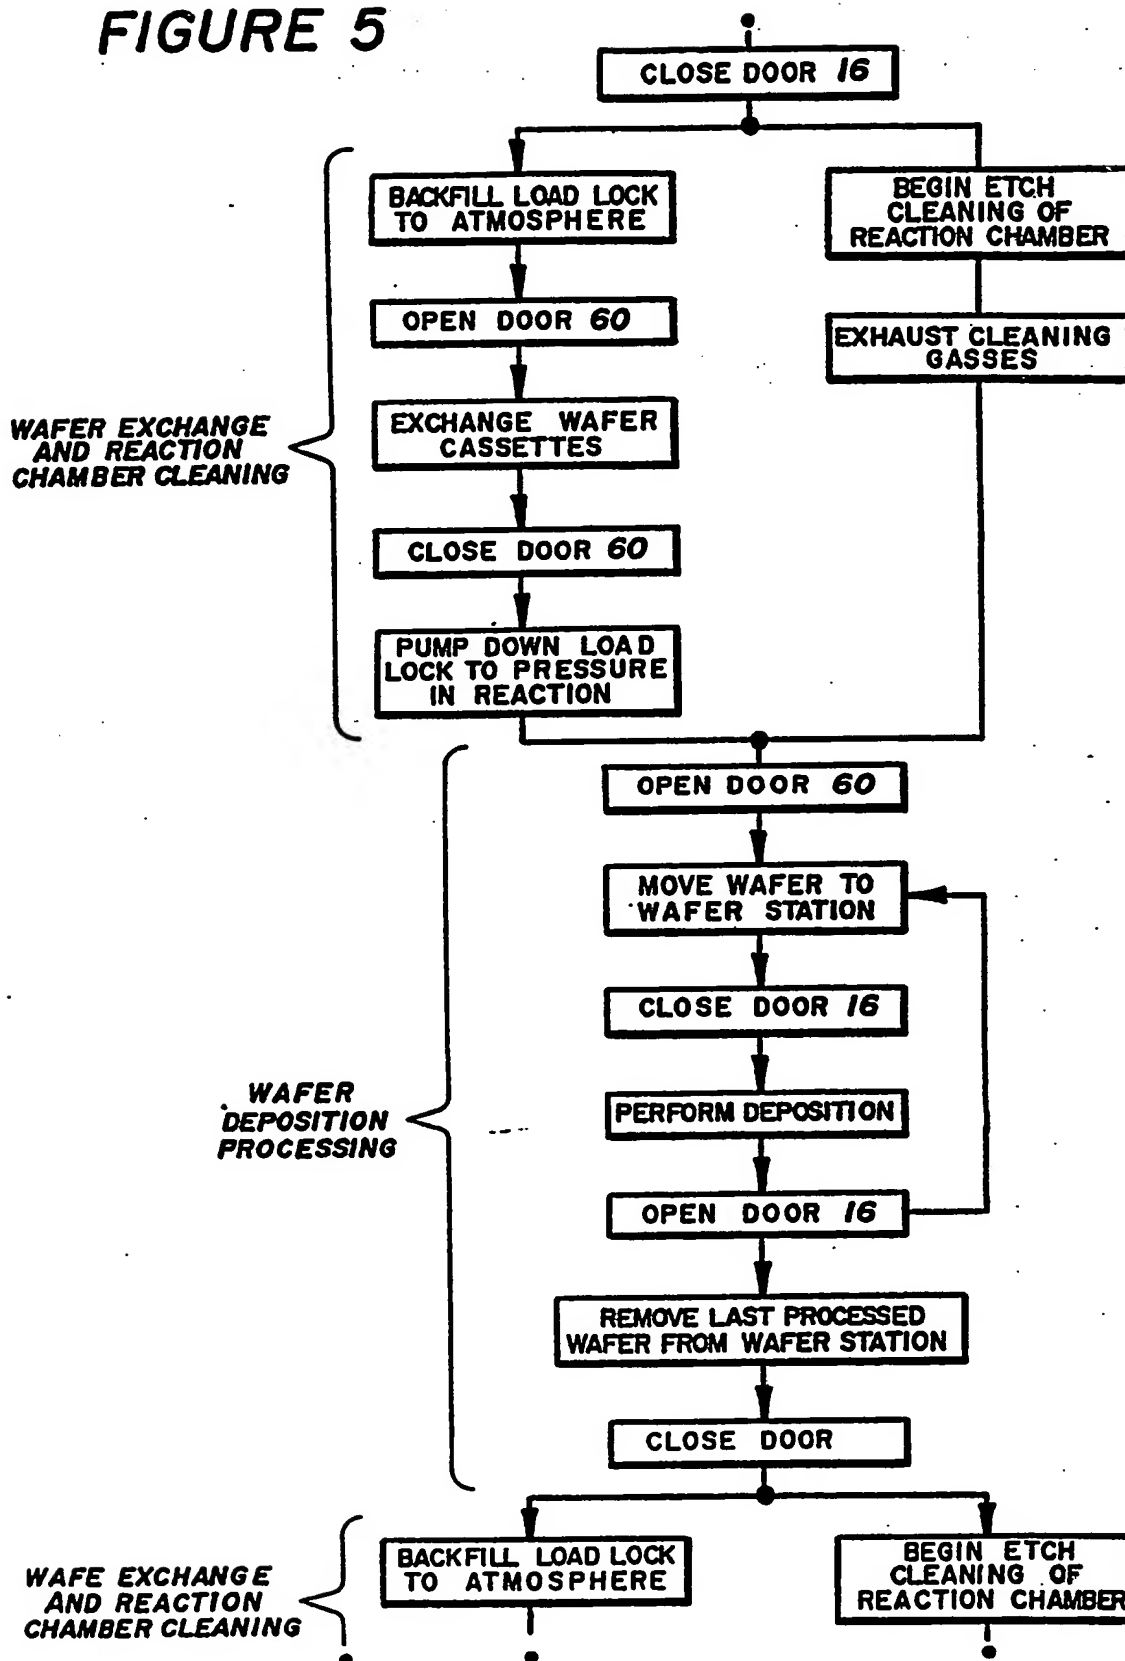 FIGURE 5
CLOSE DOOR 16
BACKFILL LOAD LOCK
TO ATMOSPHERE
OPEN DOOR 60
EXCHANGE WAFER
CASSETTES
CLOSE DOOR 60
PUMP DOWN LOAD
LOCK TO PRESSURE
IN REACTION
BEGIN ETCH
CLEANING OF
REACTION CHAMBER
EXHAUST CLEANING
GASSES
WAFER EXCHANGE
AND REACTION
CHAMBER CLEANING
OPEN DOOR 60
MOVE WAFER TO
WAFER STATION
CLOSE DOOR 16
PERFORM DEPOSITION
OPEN DOOR 16
REMOVE LAST PROCESSED
WAFER FROM WAFER STATION
CLOSE DOOR
WAFER
DEPOSITION
PROCESSING
BACKFILL LOAD LOCK
TO ATMOSPHERE
BEGIN ETCH
CLEANING OF
REACTION CHAMBER
WAFE EXCHANGE
AND REACTION
CHAMBER CLEANING